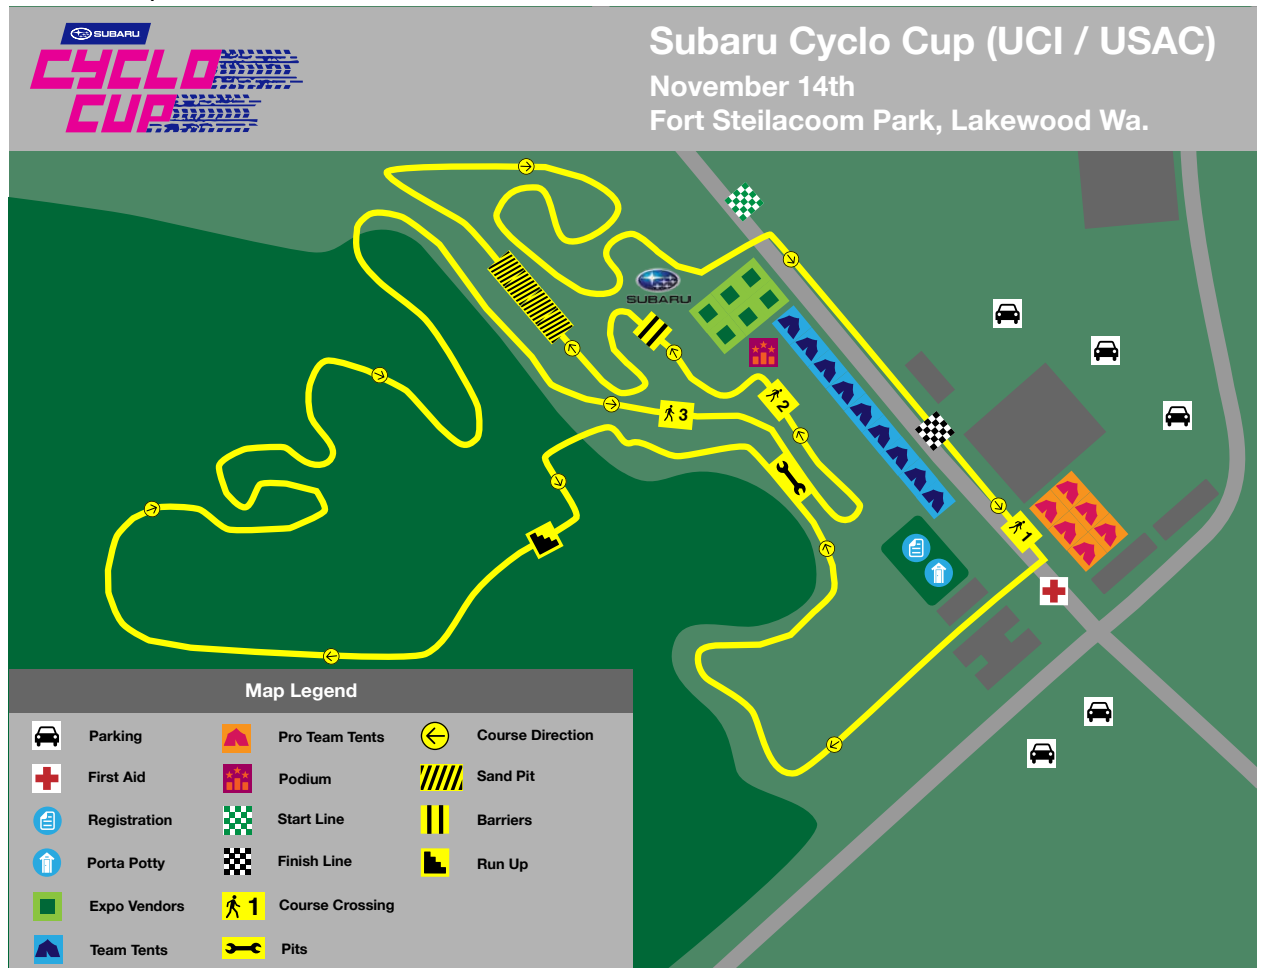 SUBARU
CYCLO
CUP
Subaru Cyclo Cup (UCI / USAC)
November 14th
Fort Steilacoom Park, Lakewood Wa.
SUBARU
2
3
1
Map Legend
Parking
Pro Team Tents
Course Direction
First Aid
Podium
Sand Pit
Registration
Start Line
Barriers
Porta Potty
Finish Line
Run Up
Expo Vendors
1
Course Crossing
Team Tents
Pits